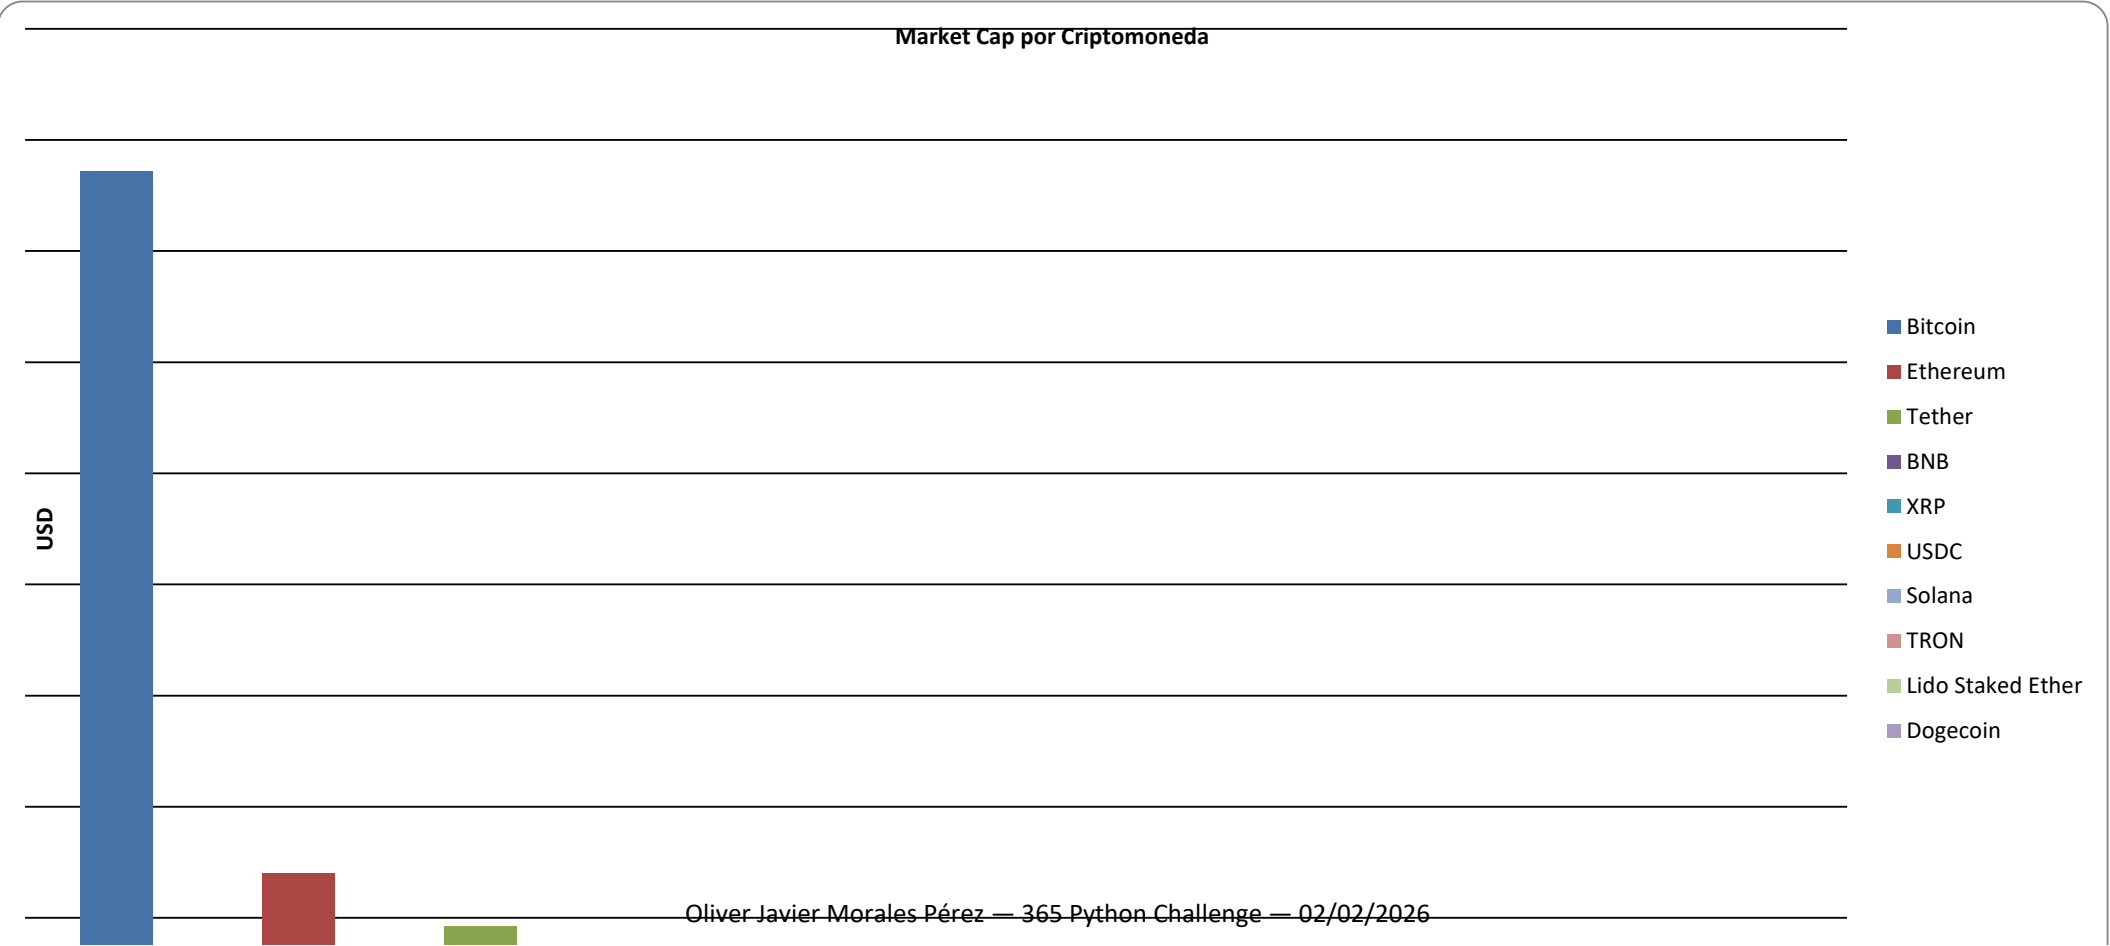 Market Cap por Criptomoneda
USD
Bitcoin
Ethereum
Tether
BNB
XRP
USDC
Solana
TRON
Lido Staked Ether
Dogecoin
Oliver Javier Morales Pérez — 365 Python Challenge — 02/02/2026